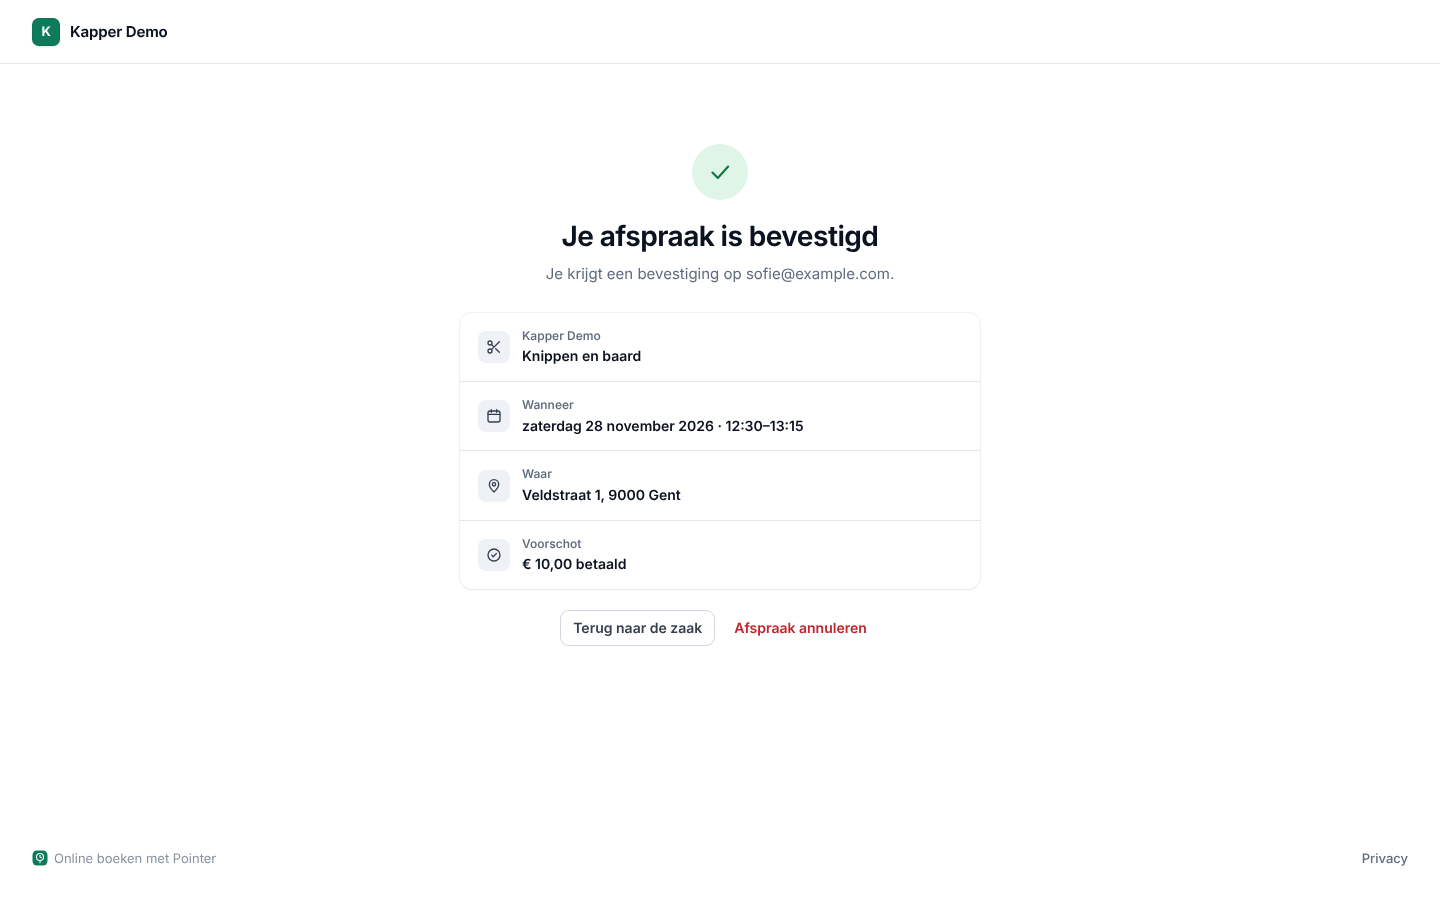 K
Kapper Demo
Je afspraak is bevestigd
Je krijgt een bevestiging op sofie@example.com.
Kapper Demo
Knippen en baard
Wanneer
zaterdag 28 november 2026 · 12:30–13:15
Waar
Veldstraat 1, 9000 Gent
Voorschot
€ 10,00 betaald
Terug naar de zaak
Afspraak annuleren
Online boeken met Pointer
Privacy